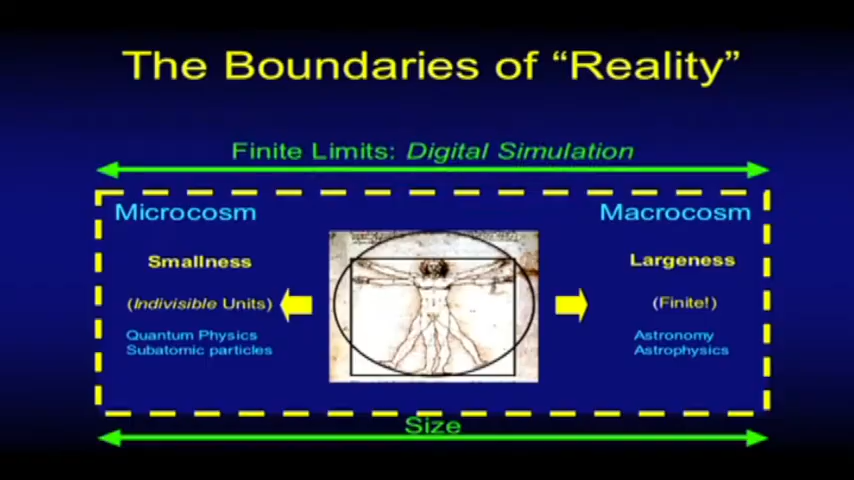 The Boundaries of “Reality”
Finite Limits: Digital Simulation
Microcosm
Macrocosm
Smallness
Largeness
(Indivisible Units)
(Finite!)
Quantum Physics
Subatomic particles
Astronomy
Astrophysics
Size